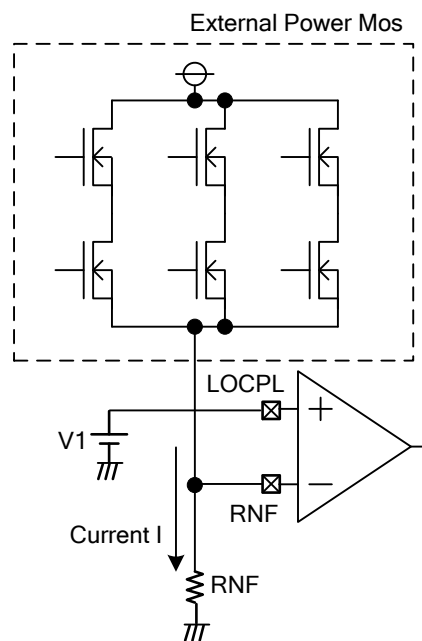 External Power Mos
LOCPL
+
V1
−
RNF
Current I
RNF